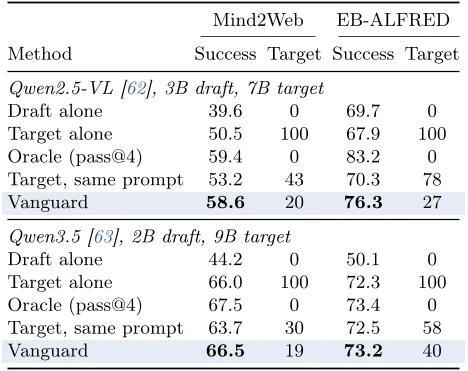 Mind2Web EB-ALFRED
Method Success Target Success Target
Qwen2.5-VL [62], 3B draft, 7B target
Draft alone 39.6 0 69.7 0
Target alone 50.5 100 67.9 100
Oracle (pass@4) 59.4 0 83.2 0
Target, same prompt 53.2 43 70.3 78
Vanguard 58.6 20 76.3 27
Qwen3.5 [63], 2B draft, 9B target
Draft alone 44.2 0 50.1 0
Target alone 66.0 100 72.3 100
Oracle (pass@4) 67.5 0 73.4 0
Target, same prompt 63.7 30 72.5 58
Vanguard 66.5 19 73.2 40